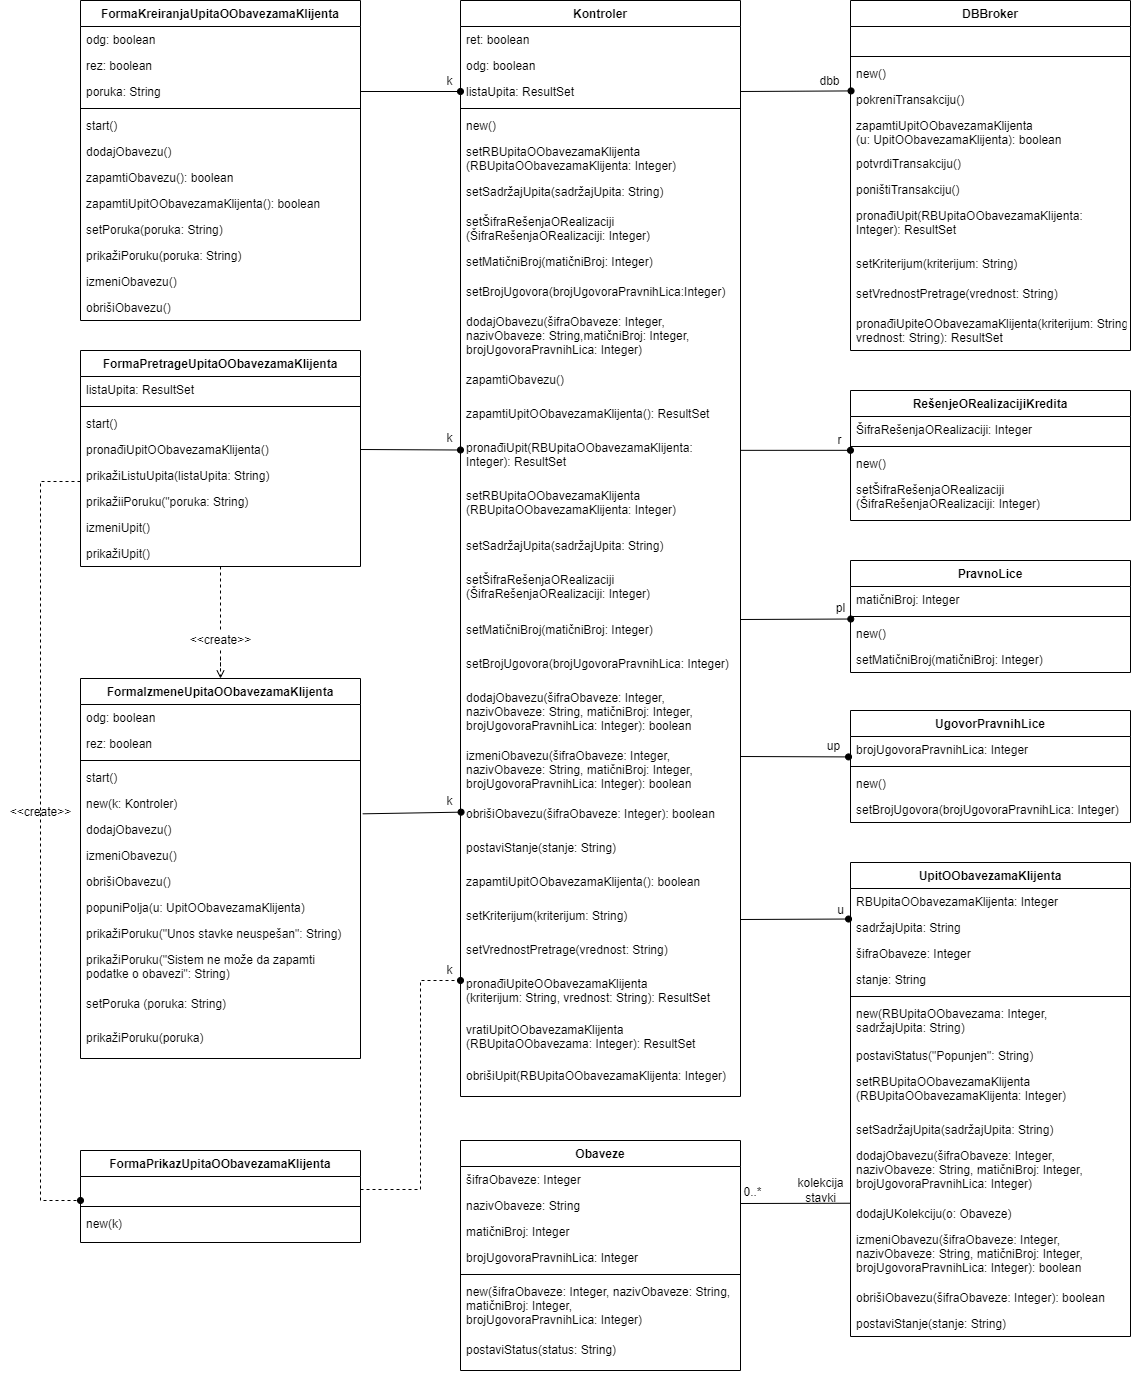 FormaKreiranjaUpitaOObavezamaKlijenta
odg: boolean
rez: boolean
poruka: String
start()
dodajObavezu()
zapamtiObavezu(): boolean
zapamtiUpitOObavezamaKlijenta(): boolean
setPoruka(poruka: String)
prikažiPoruku(poruka: String)
izmeniObavezu()
obrišiObavezu()
FormaPretrageUpitaOObavezamaKlijenta
listaUpita: ResultSet
start()
pronađiUpitOObavezamaKlijenta()
prikažiListuUpita(listaUpita: String)
prikažiiPoruku("poruka: String)
izmeniUpit()
prikažiUpit()
<<create>>
FormaIzmeneUpitaOObavezamaKlijenta
odg: boolean
rez: boolean
start()
new(k: Kontroler)
dodajObavezu()
izmeniObavezu()
obrišiObavezu()
popuniPolja(u: UpitOObavezamaKlijenta)
prikažiPoruku("Unos stavke neuspešan": String)
prikažiPoruku("Sistem ne može da zapamti
podatke o obavezi": String)
setPoruka (poruka: String)
prikažiPoruku(poruka)
<<create>>
FormaPrikazUpitaOObavezamaKlijenta
new(k)
k
k
k
k
Kontroler
ret: boolean
odg: boolean
listaUpita: ResultSet
new()
setRBUpitaOObavezamaKlijenta
(RBUpitaOObavezamaKlijenta: Integer)
setSadržajUpita(sadržajUpita: String)
setŠifraRešenjaORealizaciji
(ŠifraRešenjaORealizaciji: Integer)
setMatičniBroj(matičniBroj: Integer)
setBrojUgovora(brojUgovoraPravnihLica:Integer)
dodajObavezu(šifraObaveze: Integer,
nazivObaveze: String,matičniBroj: Integer,
brojUgovoraPravnihLica: Integer)
zapamtiObavezu()
zapamtiUpitOObavezamaKlijenta(): ResultSet
pronađiUpit(RBUpitaOObavezamaKlijenta:
Integer): ResultSet
setRBUpitaOObavezamaKlijenta
(RBUpitaOObavezamaKlijenta: Integer)
setSadržajUpita(sadržajUpita: String)
setŠifraRešenjaORealizaciji
(ŠifraRešenjaORealizaciji: Integer)
setMatičniBroj(matičniBroj: Integer)
setBrojUgovora(brojUgovoraPravnihLica: Integer)
dodajObavezu(šifraObaveze: Integer,
nazivObaveze: String, matičniBroj: Integer,
brojUgovoraPravnihLica: Integer): boolean
izmeniObavezu(šifraObaveze: Integer,
nazivObaveze: String, matičniBroj: Integer,
brojUgovoraPravnihLica: Integer): boolean
obrišiObavezu(šifraObaveze: Integer): boolean
postaviStanje(stanje: String)
zapamtiUpitOObavezamaKlijenta(): boolean
setKriterijum(kriterijum: String)
setVrednostPretrage(vrednost: String)
pronađiUpiteOObavezamaKlijenta
(kriterijum: String, vrednost: String): ResultSet
vratiUpitOObavezamaKlijenta
(RBUpitaOObavezama: Integer): ResultSet
obrišiUpit(RBUpitaOObavezamaKlijenta: Integer)
Obaveze
šifraObaveze: Integer
nazivObaveze: String
matičniBroj: Integer
brojUgovoraPravnihLica: Integer
new(šifraObaveze: Integer, nazivObaveze: String,
matičniBroj: Integer,
brojUgovoraPravnihLica: Integer)
postaviStatus(status: String)
dbb
r
pl
up
u
0..*
kolekcija
stavki
DBBroker
new()
pokreniTransakciju()
zapamtiUpitOObavezamaKlijenta
(u: UpitOObavezamaKlijenta): boolean
potvrdiTransakciju()
poništiTransakciju()
pronađiUpit(RBUpitaOObavezamaKlijenta:
Integer): ResultSet
setKriterijum(kriterijum: String)
setVrednostPretrage(vrednost: String)
pronađiUpiteOObavezamaKlijenta(kriterijum: String
vrednost: String): ResultSet
RešenjeORealizacijiKredita
ŠifraRešenjaORealizaciji: Integer
new()
setŠifraRešenjaORealizaciji
(ŠifraRešenjaORealizaciji: Integer)
PravnoLice
matičniBroj: Integer
new()
setMatičniBroj(matičniBroj: Integer)
UgovorPravnihLice
brojUgovoraPravnihLica: Integer
new()
setBrojUgovora(brojUgovoraPravnihLica: Integer)
UpitOObavezamaKlijenta
RBUpitaOObavezamaKlijenta: Integer
sadržajUpita: String
šifraObaveze: Integer
stanje: String
new(RBUpitaOObavezama: Integer,
sadržajUpita: String)
postaviStatus("Popunjen": String)
setRBUpitaOObavezamaKlijenta
(RBUpitaOObavezamaKlijenta: Integer)
setSadržajUpita(sadržajUpita: String)
dodajObavezu(šifraObaveze: Integer,
nazivObaveze: String, matičniBroj: Integer,
brojUgovoraPravnihLica: Integer)
dodajUKolekciju(o: Obaveze)
izmeniObavezu(šifraObaveze: Integer,
nazivObaveze: String, matičniBroj: Integer,
brojUgovoraPravnihLica: Integer): boolean
obrišiObavezu(šifraObaveze: Integer): boolean
postaviStanje(stanje: String)